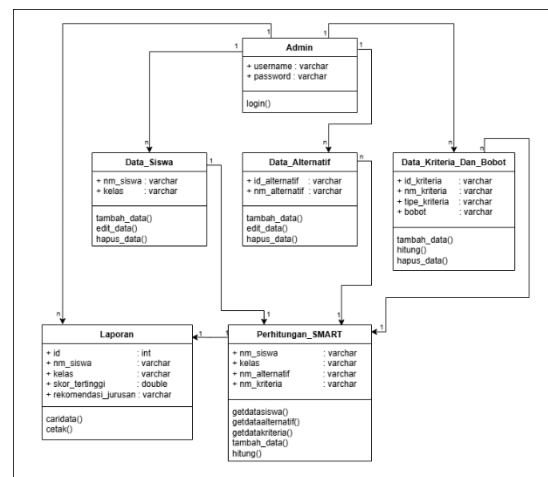 Admin
+ username : varchar
+ password : varchar
login()
1
1
1
1
n
n
n
n
Data_Siswa
+ nm_siswa : varchar
+ kelas : varchar
tambah_data()
edit_data()
hapus_data()
1
Data_Alternatif
+ id_alternatif : varchar
+ nm_alternatif : varchar
tambah_data()
edit_data()
hapus_data()
n
Data_Kriteria_Dan_Bobot
+ id_kriteria : varchar
+ nm_kriteria : varchar
+ tipe_kriteria : varchar
+ bobot : varchar
tambah_data()
hitung()
hapus_data()
n
Laporan
+ id : int
+ nm_siswa : varchar
+ kelas : varchar
+ skor_tertinggi : double
+ rekomendasi_jurusan : varchar
caridata()
cetak()
1
1
Perhitungan_SMART
+ nm_siswa : varchar
+ kelas : varchar
+ nm_alternatif : varchar
+ nm_kriteria : varchar
getdatasiswa()
getdataalternatif()
getdatakriteria()
tambah_data()
hitung()
1
1
1